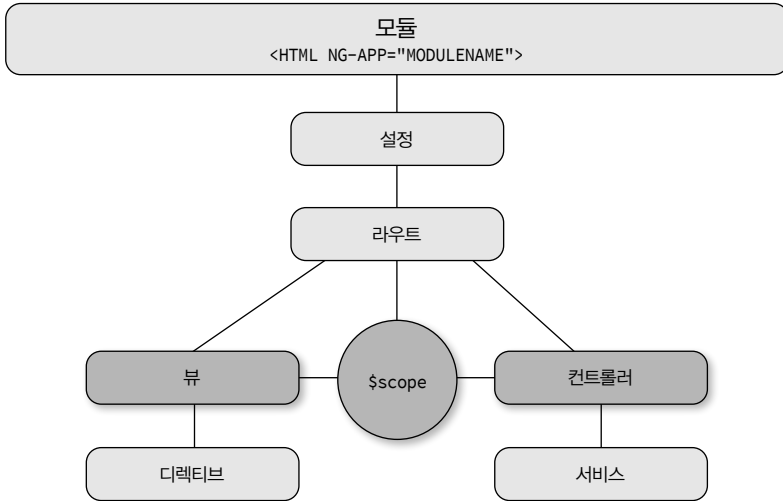 모듈
<HTML NG-APP="MODULENAME">
설정
라우트
뷰
$scope
컨트롤러
디렉티브
서비스